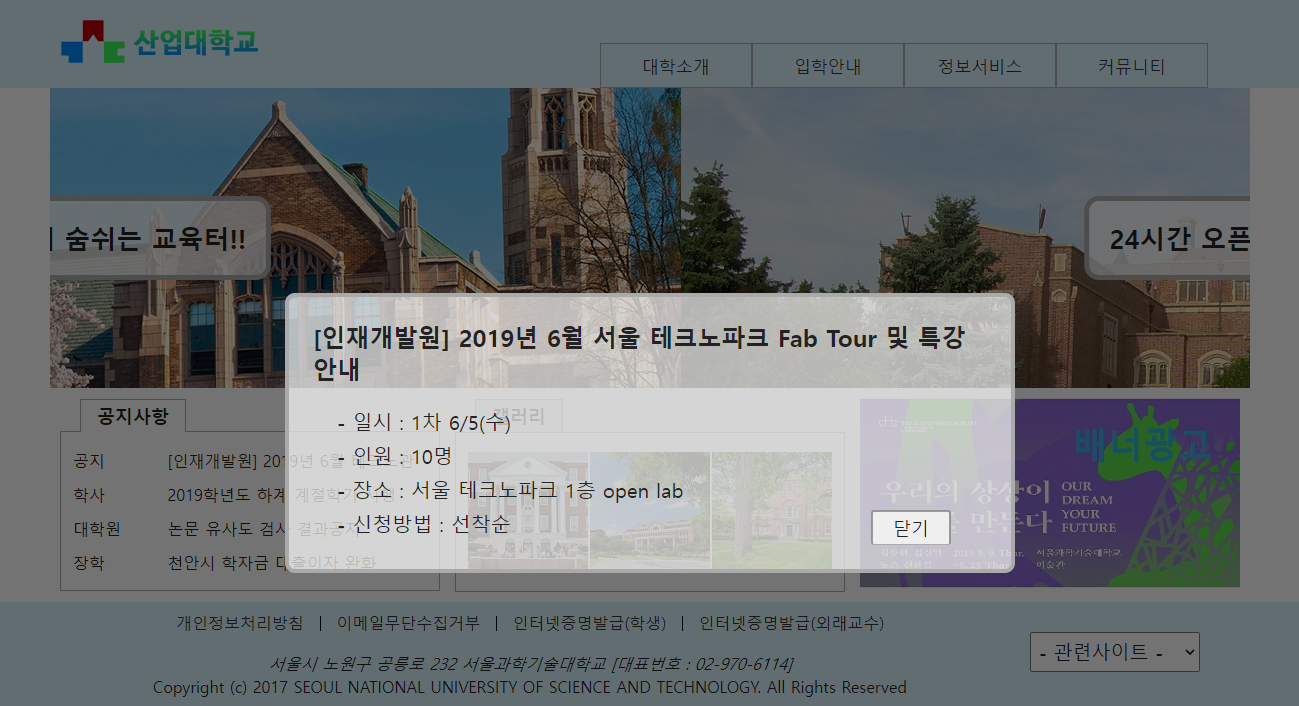 산업대학교
대학소개 입학안내 정보서비스 커뮤니티
숨쉬는 교육터!!
24시간 오픈
[인재개발원] 2019년 6월 서울 테크노파크 Fab Tour 및 특강
안내
- 일시 : 1차 6/5(수)
- 인원 : 10명
- 장소 : 서울 테크노파크 1층 open lab
- 신청방법 : 선착순
닫기
공지사항
공지 [인재개발원] 2019년 6월
학사 2019학년도 하계 계절학기
대학원 논문 유사도 검사 결과
장학 천안시 학자금 대출이자 완화
갤러리
배너광고
우리의 상상이
만든다
OUR
DREAM
YOUR
FUTURE
서울과학기술대학교
미술관
개인정보처리방침 | 이메일무단수집거부 | 인터넷증명발급(학생) | 인터넷증명발급(외래교수)
서울시 노원구 공릉로 232 서울과학기술대학교 [대표번호 : 02-970-6114]
Copyright (c) 2017 SEOUL NATIONAL UNIVERSITY OF SCIENCE AND TECHNOLOGY. All Rights Reserved
- 관련사이트 -